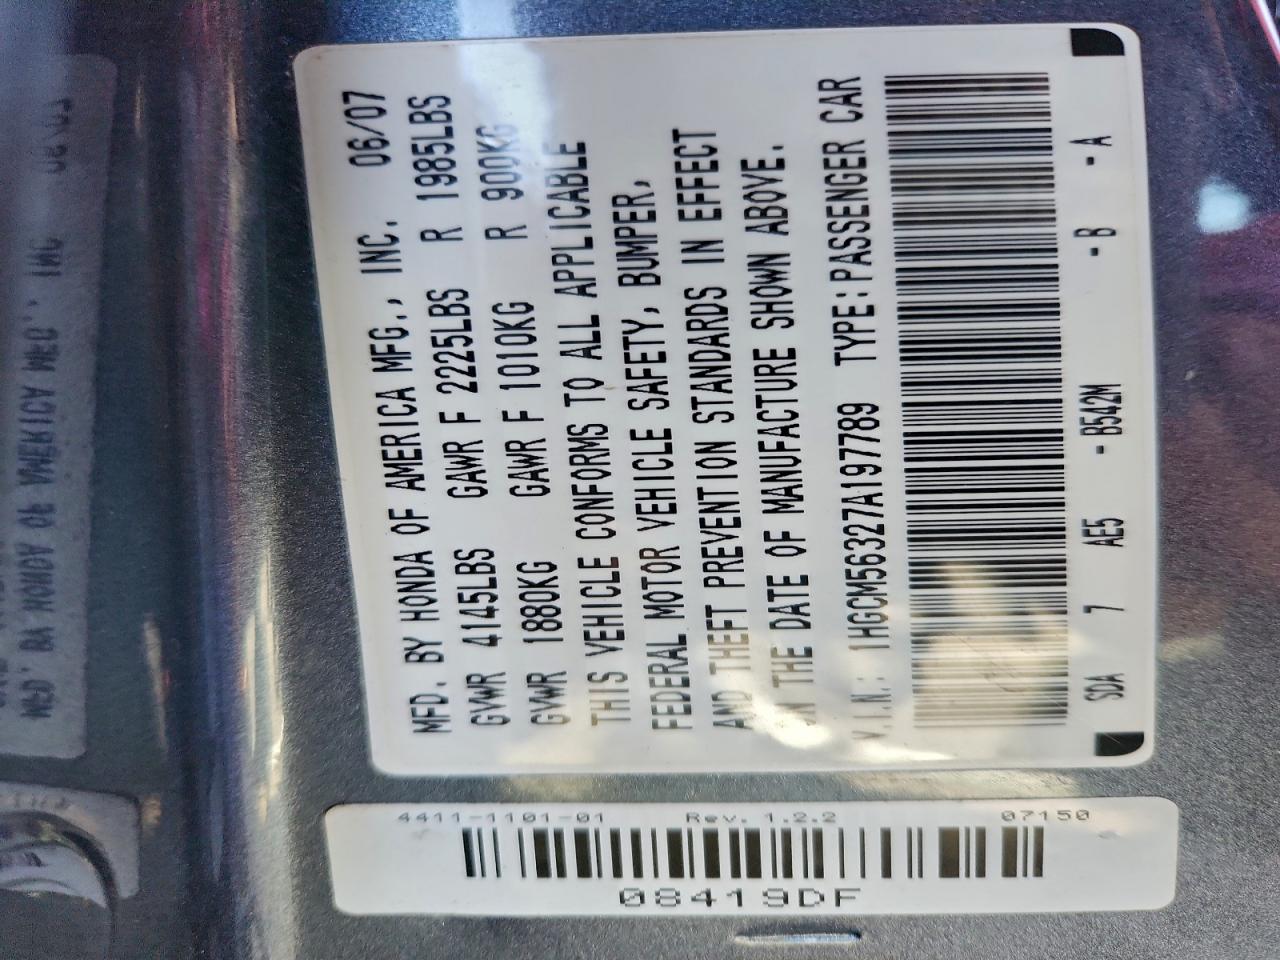 MFD. BY HONDA OF AMERICA MFG., INC. 06/07
GVWR 4145LBS GAWR F 2225LBS R 1985LBS
GVWR 1880KG GAWR F 1010KG R 900KG
THIS VEHICLE CONFORMS TO ALL APPLICABLE
FEDERAL MOTOR VEHICLE SAFETY, BUMPER,
AND THEFT PREVENTION STANDARDS IN EFFECT
ON THE DATE OF MANUFACTURE SHOWN ABOVE.
V.I.N.: 1HGCM56327A197789 TYPE:PASSENGER CAR
SDA 7 AE5 -B542M -B -A
4411-1101-01 Rev. 1.2.2 07150
08419DF